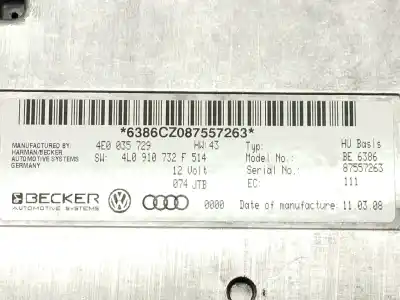 *6386CZ087557263*
MANUFACTURED BY: 4E0 035 729 HW:43 Typ: HU Basis
HARMAN/BECKER
AUTOMOTIVE SYSTEMS SW: 4L0 910 732 F 514 Model No.: BE 6386
GERMANY 12 Volt Serial No.: 87557263
074 JTB EC: 111
BECKER
AUTOMOTIVE SYSTEMS 0000 Date of manufacture: 11.03.08